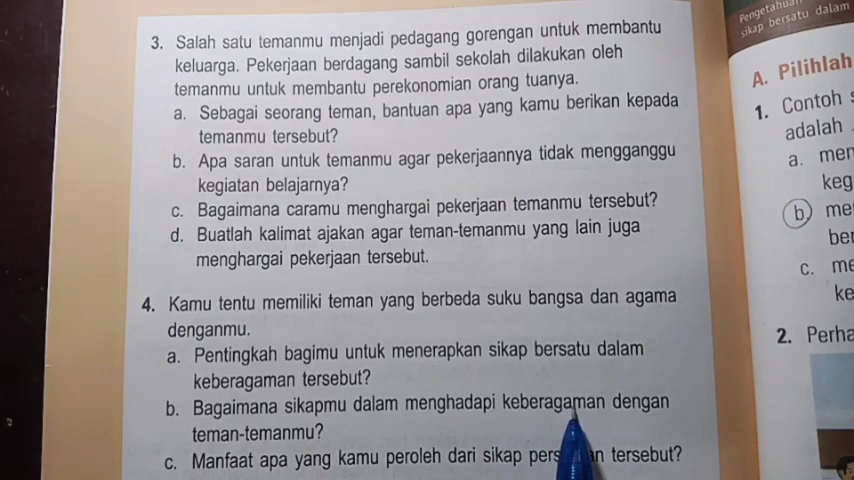 3. Salah satu temanmu menjadi pedagang gorengan untuk membantu
keluarga. Pekerjaan berdagang sambil sekolah dilakukan oleh
temanmu untuk membantu perekonomian orang tuanya.
a. Sebagai seorang teman, bantuan apa yang kamu berikan kepada
temanmu tersebut?
b. Apa saran untuk temanmu agar pekerjaannya tidak mengganggu
kegiatan belajarnya?
c. Bagaimana caramu menghargai pekerjaan temanmu tersebut?
d. Buatlah kalimat ajakan agar teman-temanmu yang lain juga
menghargai pekerjaan tersebut.
4. Kamu tentu memiliki teman yang berbeda suku bangsa dan agama
denganmu.
a. Pentingkah bagimu untuk menerapkan sikap bersatu dalam
keberagaman tersebut?
b. Bagaimana sikapmu dalam menghadapi keberagaman dengan
teman-temanmu?
c. Manfaat apa yang kamu peroleh dari sikap tersebut?
sikap bersatu dalam
A. Pilihlah
1. Contoh
adalah
a.
b.
c.
2.